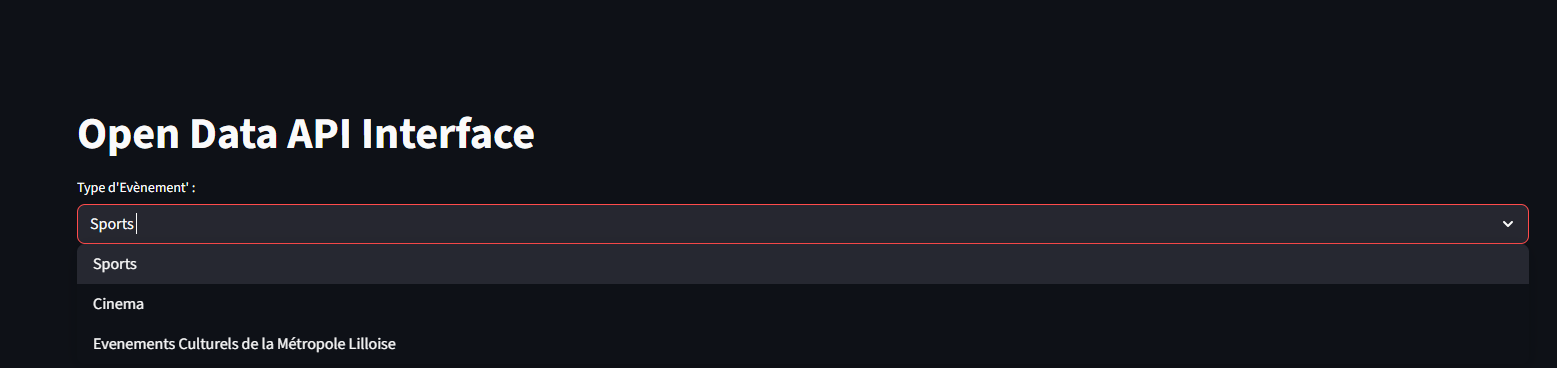 Open Data API Interface
Type d'Evènement' :
Sports
Sports
Cinema
Evenements Culturels de la Métropole Lilloise